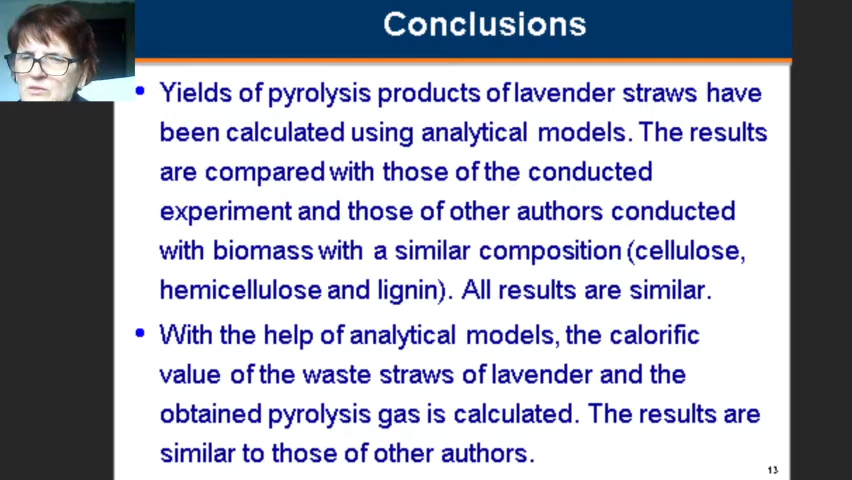 Conclusions
• Yields of pyrolysis products of lavender straws have
been calculated using analytical models. The results
are compared with those of the conducted
experiment and those of other authors conducted
with biomass with a similar composition (cellulose,
hemicellulose and lignin). All results are similar.
• With the help of analytical models, the calorific
value of the waste straws of lavender and the
obtained pyrolysis gas is calculated. The results are
similar to those of other authors.
13